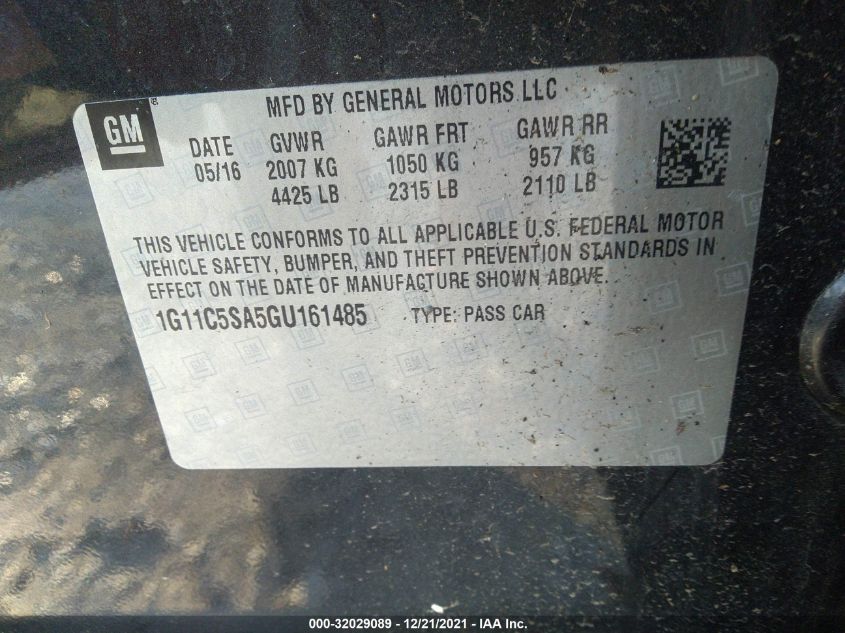 MFD BY GENERAL MOTORS LLC
GM
DATE GVWR GAWR FRT GAWR RR
05/16 2007 KG 1050 KG 957 KG
4425 LB 2315 LB 2110 LB
THIS VEHICLE CONFORMS TO ALL APPLICABLE U.S. FEDERAL MOTOR
VEHICLE SAFETY, BUMPER, AND THEFT PREVENTION STANDARDS IN
EFFECT ON THE DATE OF MANUFACTURE SHOWN ABOVE.
1G11C5SA5GU161485 TYPE: PASS CAR
000-32029089 - 12/21/2021 - IAA Inc.